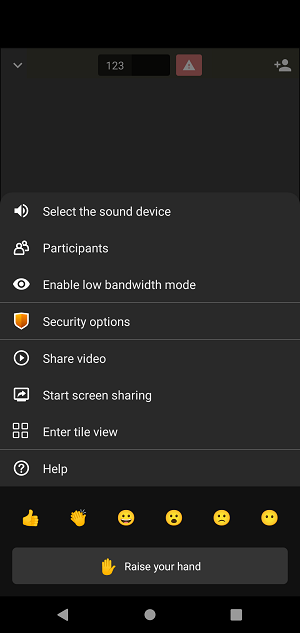 123
Select the sound device
Participants
Enable low bandwidth mode
Security options
Share video
Start screen sharing
Enter tile view
Help
Raise your hand